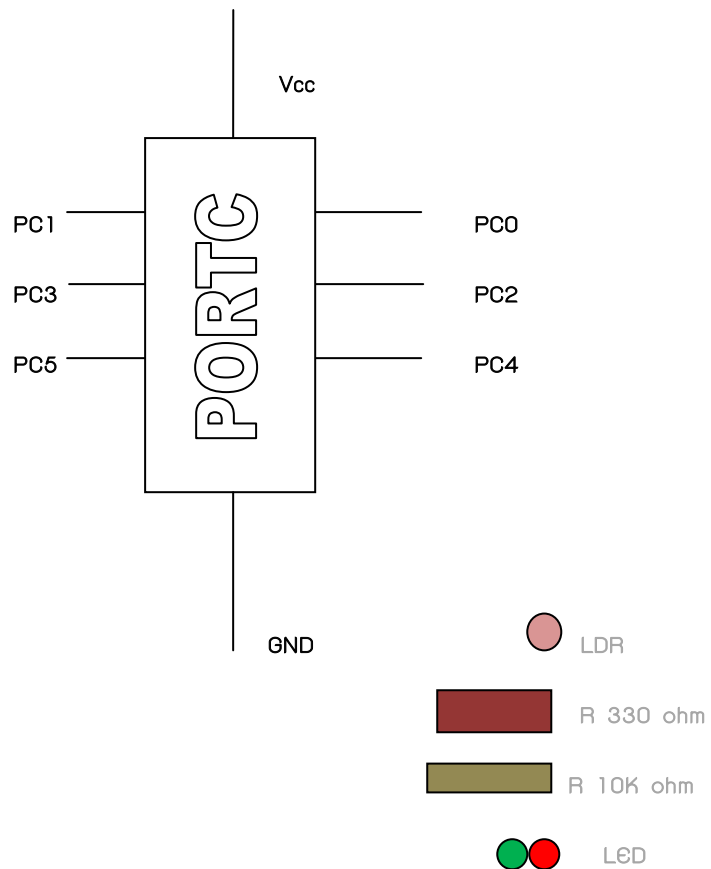 Vcc
PORTC
PC1
PC0
PC3
PC2
PC5
PC4
GND
LDR
R 330 ohm
R 10K ohm
LED